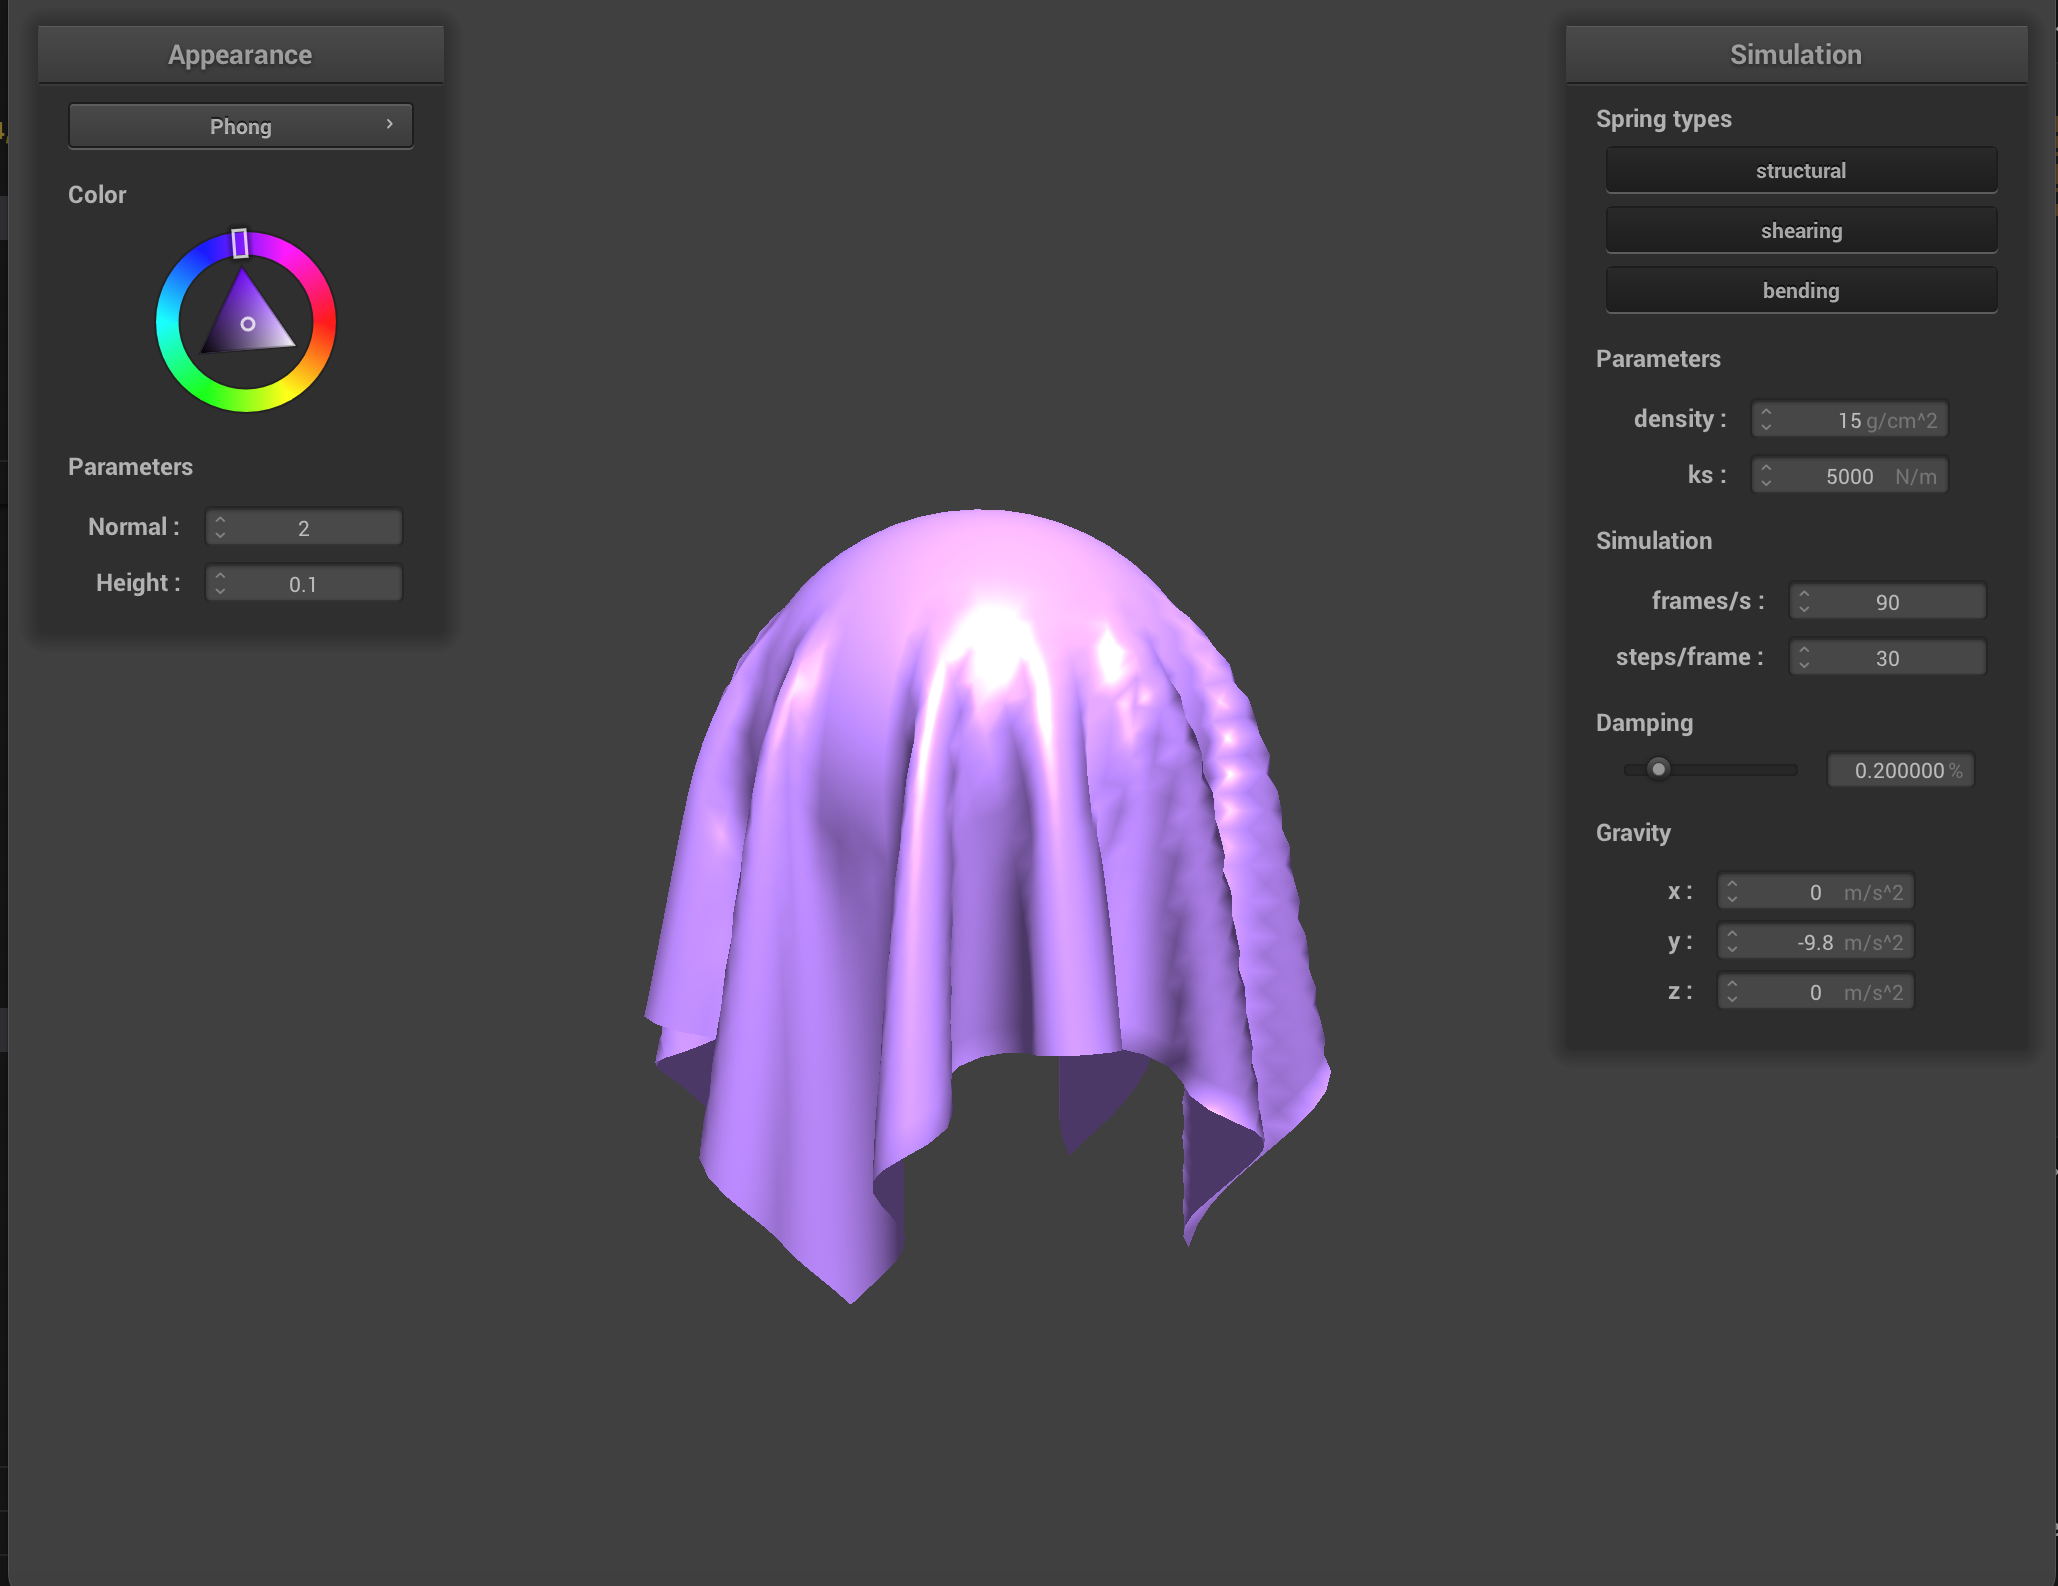 Appearance
Phong
Color
Parameters
Normal : 2
Height : 0.1
Simulation
Spring types
structural
shearing
bending
Parameters
density : 15 g/cm^2
ks : 5000 N/m
Simulation
frames/s : 90
steps/frame : 30
Damping
0.200000 %
Gravity
x : 0 m/s^2
y : -9.8 m/s^2
z : 0 m/s^2